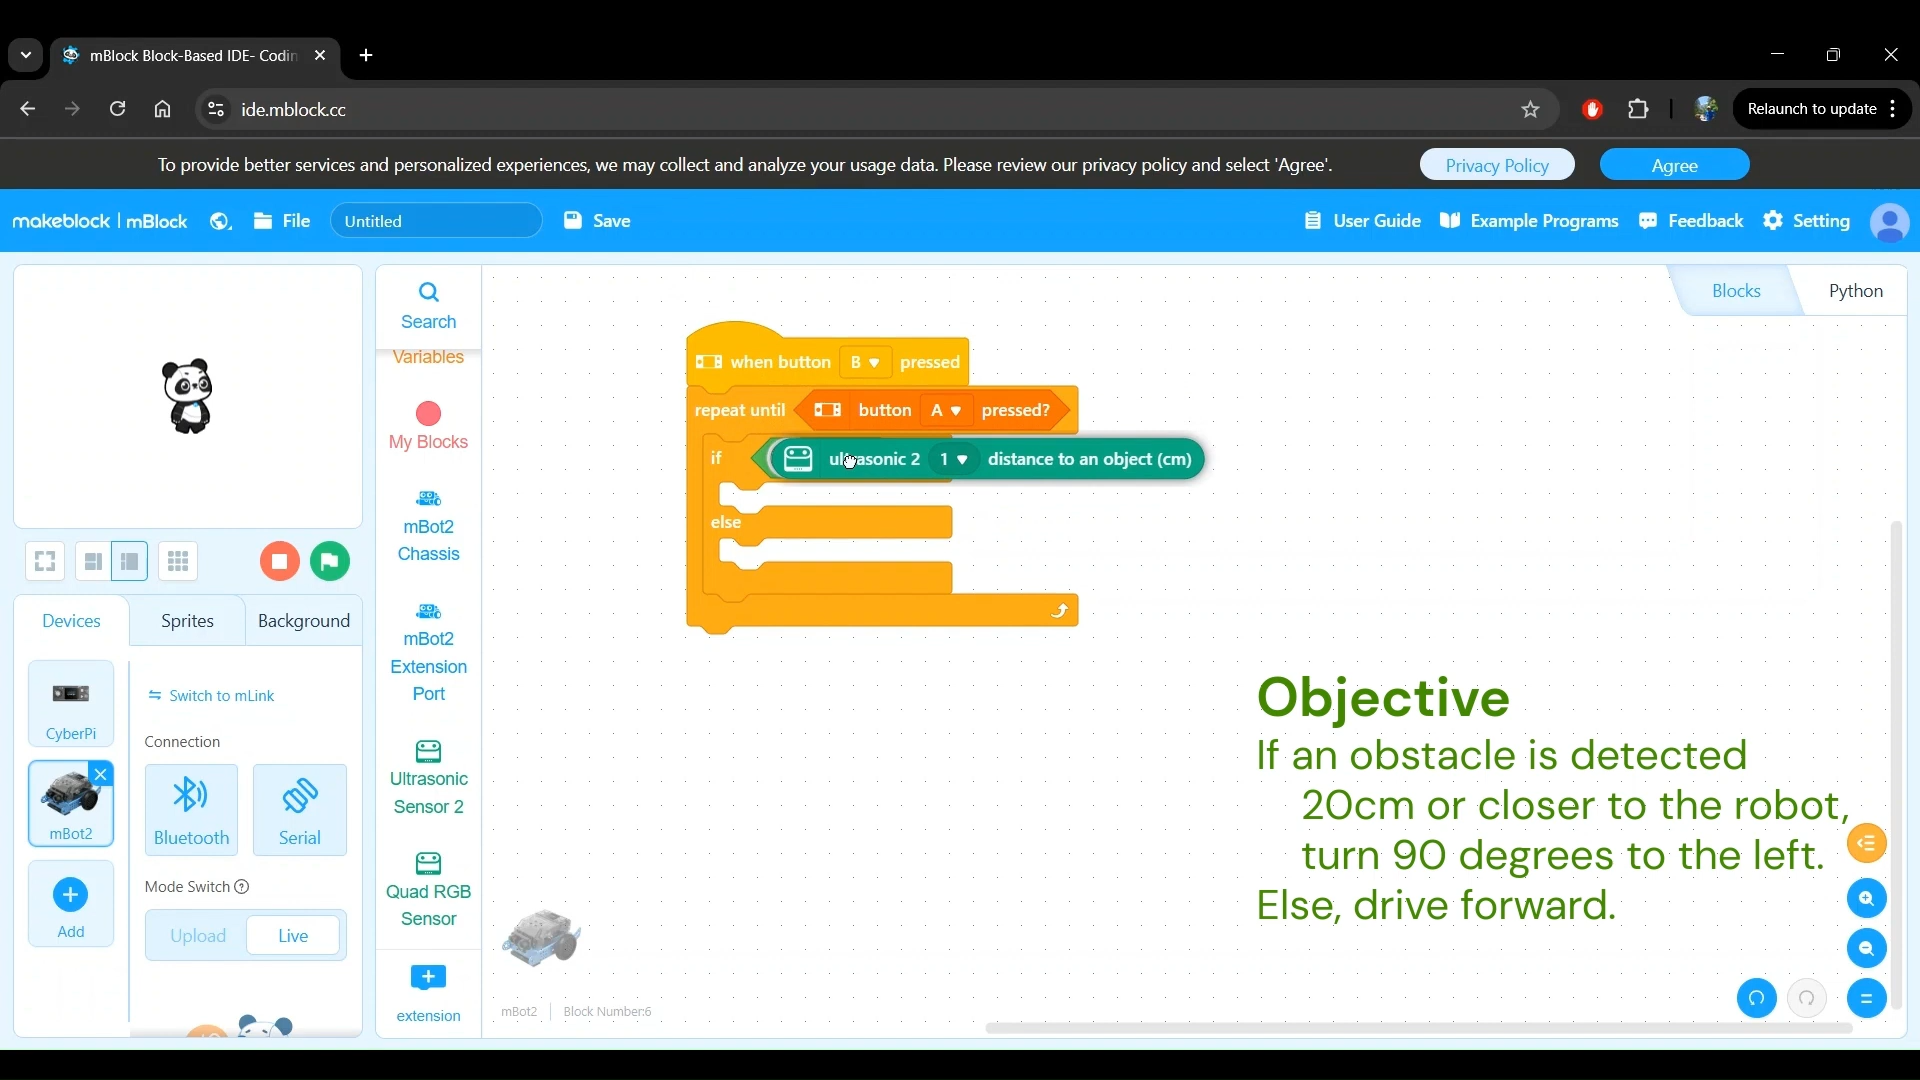 mBlock Block-Based IDE- Codin
ide.mblock.cc
Relaunch to update
To provide better services and personalized experiences, we may collect and analyze your usage data. Please review our privacy policy and select 'Agree'.
Privacy Policy
Agree
makeblock | mBlock
File
Untitled
Save
User Guide
Example Programs
Feedback
Setting
Search
Variables
My Blocks
mBot2
Chassis
mBot2
Extension
Port
Ultrasonic
Sensor 2
Quad RGB
Sensor
extension
Blocks
Python
when button B pressed
repeat until button A pressed?
if ultrasonic 2 1 distance to an object (cm)
else
Devices
Sprites
Background
CyberPi
mBot2
Add
Switch to mLink
Connection
Bluetooth
Serial
Mode Switch
Upload
Live
Objective
If an obstacle is detected
20cm or closer to the robot,
turn 90 degrees to the left.
Else, drive forward.
mBot2
Block Number:6